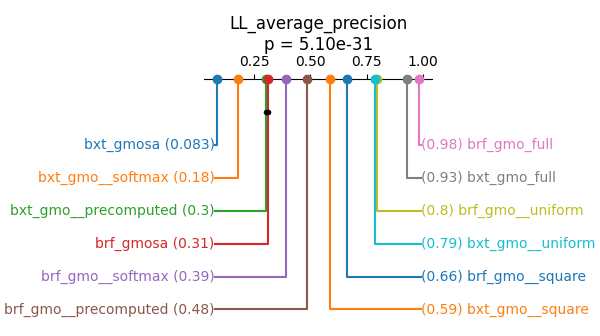 LL_average_precision
p = 5.10e-31
0.25 0.50 0.75 1.00
bxt_gmosa (0.083) (0.98) brf_gmo_full
bxt_gmo__softmax (0.18) (0.93) bxt_gmo_full
bxt_gmo__precomputed (0.3) (0.8) brf_gmo__uniform
brf_gmosa (0.31) (0.79) bxt_gmo__uniform
brf_gmo__softmax (0.39) (0.66) brf_gmo__square
brf_gmo__precomputed (0.48) (0.59) bxt_gmo__square